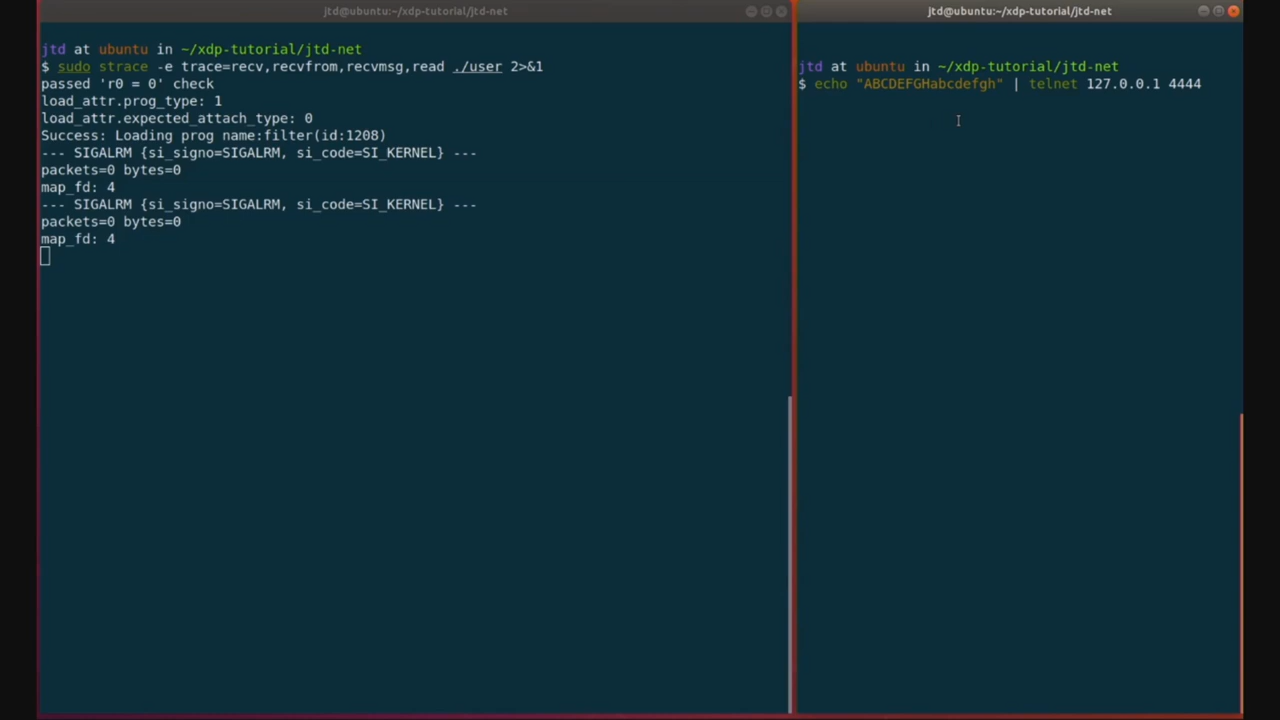 jtd@ubuntu:~/xdp-tutorial/jtd-net
jtd at ubuntu in ~/xdp-tutorial/jtd-net
$ sudo strace -e trace=recv,recvfrom,recvmsg,read ./user 2>&1
passed 'r0 = 0' check
load_attr.prog_type: 1
load_attr.expected_attach_type: 0
Success: Loading prog name:filter(id:1208)
--- SIGALRM {si_signo=SIGALRM, si_code=SI_KERNEL} ---
packets=0 bytes=0
map_fd: 4
--- SIGALRM {si_signo=SIGALRM, si_code=SI_KERNEL} ---
packets=0 bytes=0
map_fd: 4
jtd@ubuntu:~/xdp-tutorial/jtd-net
jtd at ubuntu in ~/xdp-tutorial/jtd-net
$ echo "ABCDEFGHabcdefgh" | telnet 127.0.0.1 4444